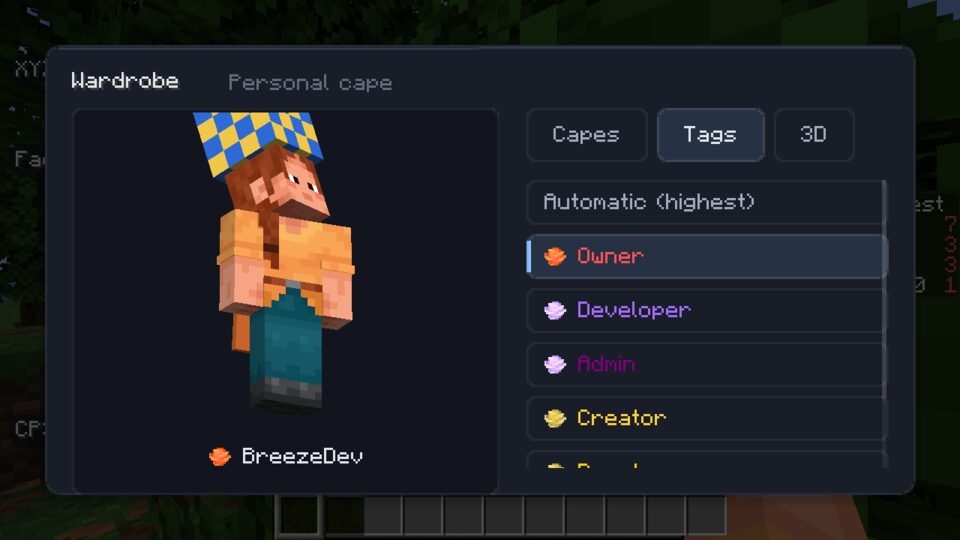 Wardrobe
Personal cape
Capes
Tags
3D
Automatic (highest)
Owner
Developer
Admin
Creator
BreezeDev